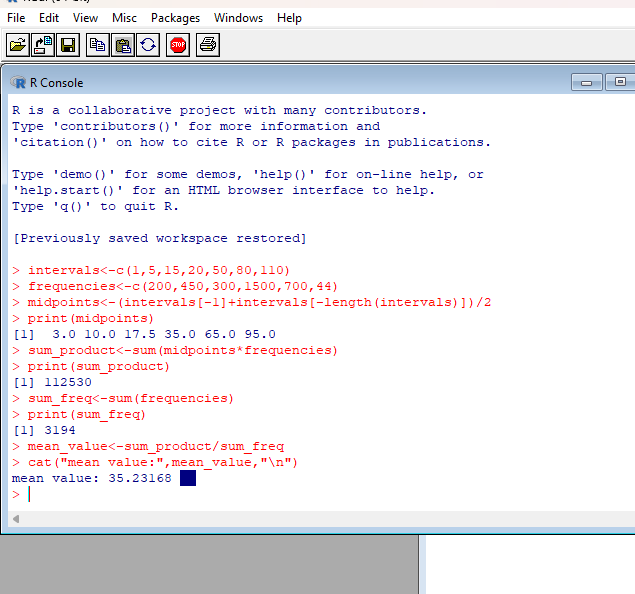 File Edit View Misc Packages Windows Help
STOP
R Console
R is a collaborative project with many contributors.
Type 'contributors()' for more information and
'citation()' on how to cite R or R packages in publications.
Type 'demo()' for some demos, 'help()' for on-line help, or
'help.start()' for an HTML browser interface to help.
Type 'q()' to quit R.
[Previously saved workspace restored]
> intervals<-c(1,5,15,20,50,80,110)
> frequencies<-c(200,450,300,1500,700,44)
> midpoints<-(intervals[-1]+intervals[-length(intervals)])/2
> print(midpoints)
[1]  3.0 10.0 17.5 35.0 65.0 95.0
> sum_product<-sum(midpoints*frequencies)
> print(sum_product)
[1] 112530
> sum_freq<-sum(frequencies)
> print(sum_freq)
[1] 3194
> mean_value<-sum_product/sum_freq
> cat("mean value:",mean_value,"\n")
mean value: 35.23168
>